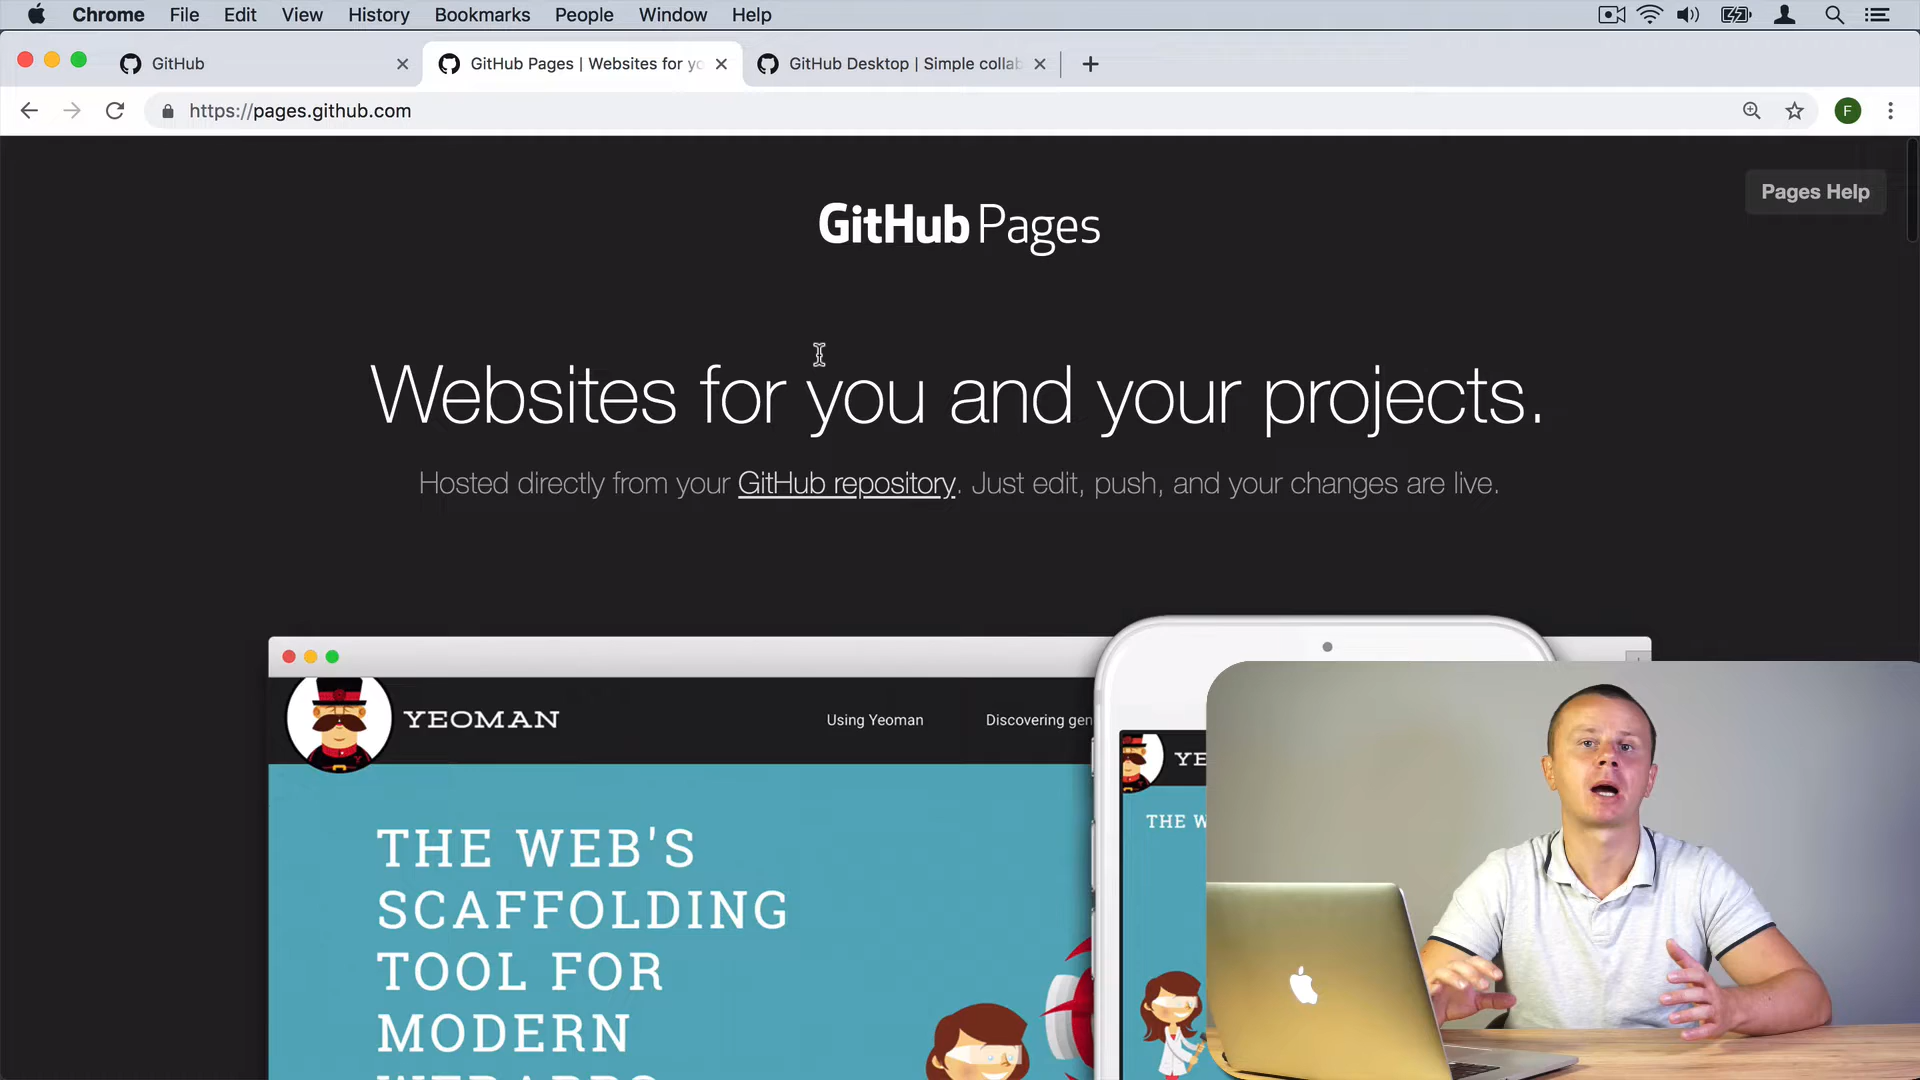 Chrome File Edit View History Bookmarks People Window Help
GitHub
GitHub Pages | Websites for yo
GitHub Desktop | Simple collab
https://pages.github.com
F
Pages Help
GitHub Pages
Websites for you and your projects.
Hosted directly from your GitHub repository. Just edit, push, and your changes are live.
YEOMAN
Using Yeoman
Discovering gen
YE
THE WEB'S
SCAFFOLDING
TOOL FOR
MODERN
THE W